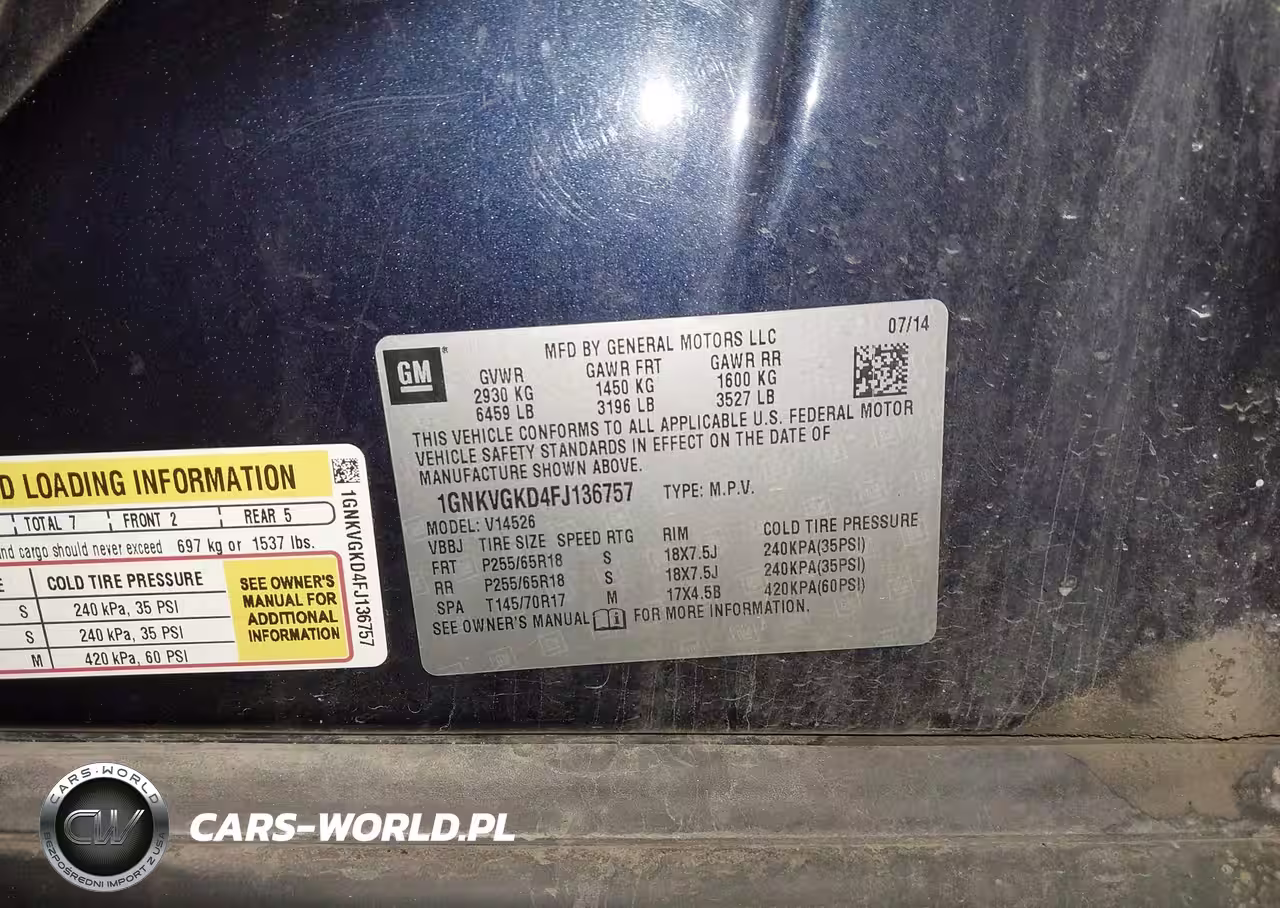 07/14
GM
MFD BY GENERAL MOTORS LLC
GVWR GAWR FRT GAWR RR
2930 KG 1450 KG 1600 KG
6459 LB 3196 LB 3527 LB
THIS VEHICLE CONFORMS TO ALL APPLICABLE U.S. FEDERAL MOTOR
VEHICLE SAFETY STANDARDS IN EFFECT ON THE DATE OF
MANUFACTURE SHOWN ABOVE.
1GNKVGKD4FJ136757 TYPE: M.P.V.
MODEL: V14526
VBBJ TIRE SIZE SPEED RTG RIM COLD TIRE PRESSURE
FRT P255/65R18 S 18X7.5J 240KPA(35PSI)
RR P255/65R18 S 18X7.5J 240KPA(35PSI)
SPA T145/70R17 M 17X4.5B 420KPA(60PSI)
SEE OWNER'S MANUAL FOR MORE INFORMATION.
D LOADING INFORMATION
TOTAL 7 FRONT 2 REAR 5
and cargo should never exceed 697 kg or 1537 lbs.
E COLD TIRE PRESSURE
S 240 kPa, 35 PSI
S 240 kPa, 35 PSI
M 420 kPa, 60 PSI
SEE OWNER'S
MANUAL FOR
ADDITIONAL
INFORMATION
1GNKVGKD4FJ136757
CARS-WORLD
CW
BEZPOŚREDNI IMPORT Z USA
CARS-WORLD.PL